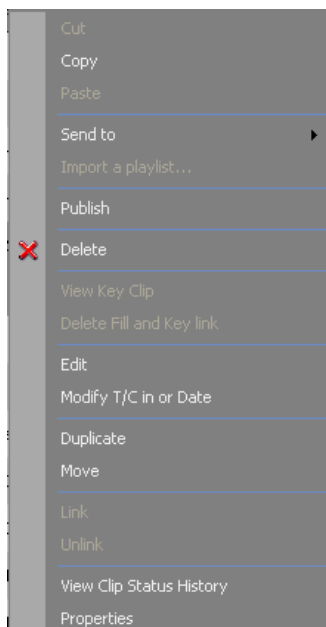 Cut
Copy
Paste
Send to
Import a playlist...
Publish
Delete
View Key Clip
Delete Fill and Key link
Edit
Modify T/C in or Date
Duplicate
Move
Link
Unlink
View Clip Status History
Properties